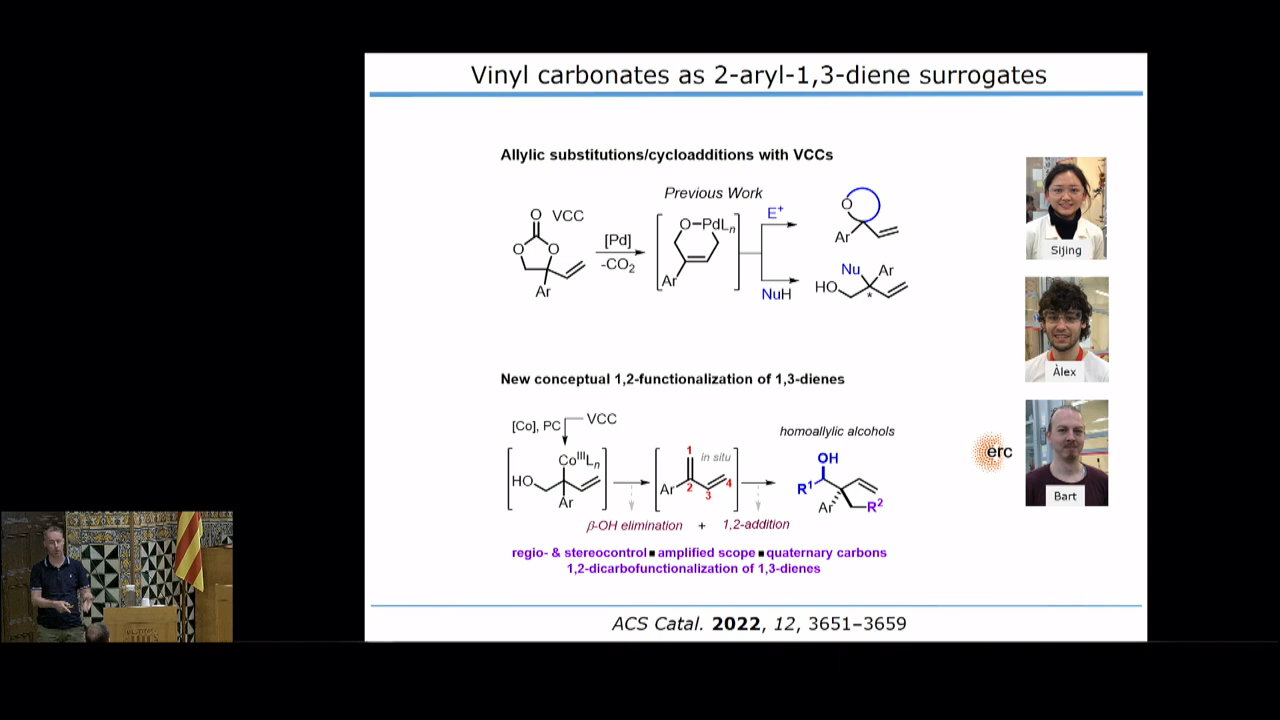 Vinyl carbonates as 2-aryl-1,3-diene surrogates
Allylic substitutions/cycloadditions with VCCs
Previous Work
O VCC
O O
Ar
[Pd]
-CO2
O-PdLn
Ar
E+
NuH
O
Ar
Nu Ar
HO
*
Sijing
Àlex
Bart
erc
New conceptual 1,2-functionalization of 1,3-dienes
[Co], PC
VCC
CoIIILn
HO
Ar
1
in situ
Ar 2 3 4
homoallylic alcohols
OH
R1
Ar R2
β-OH elimination + 1,2-addition
regio- & stereocontrol ■ amplified scope ■ quaternary carbons
1,2-dicarbofunctionalization of 1,3-dienes
ACS Catal. 2022, 12, 3651–3659